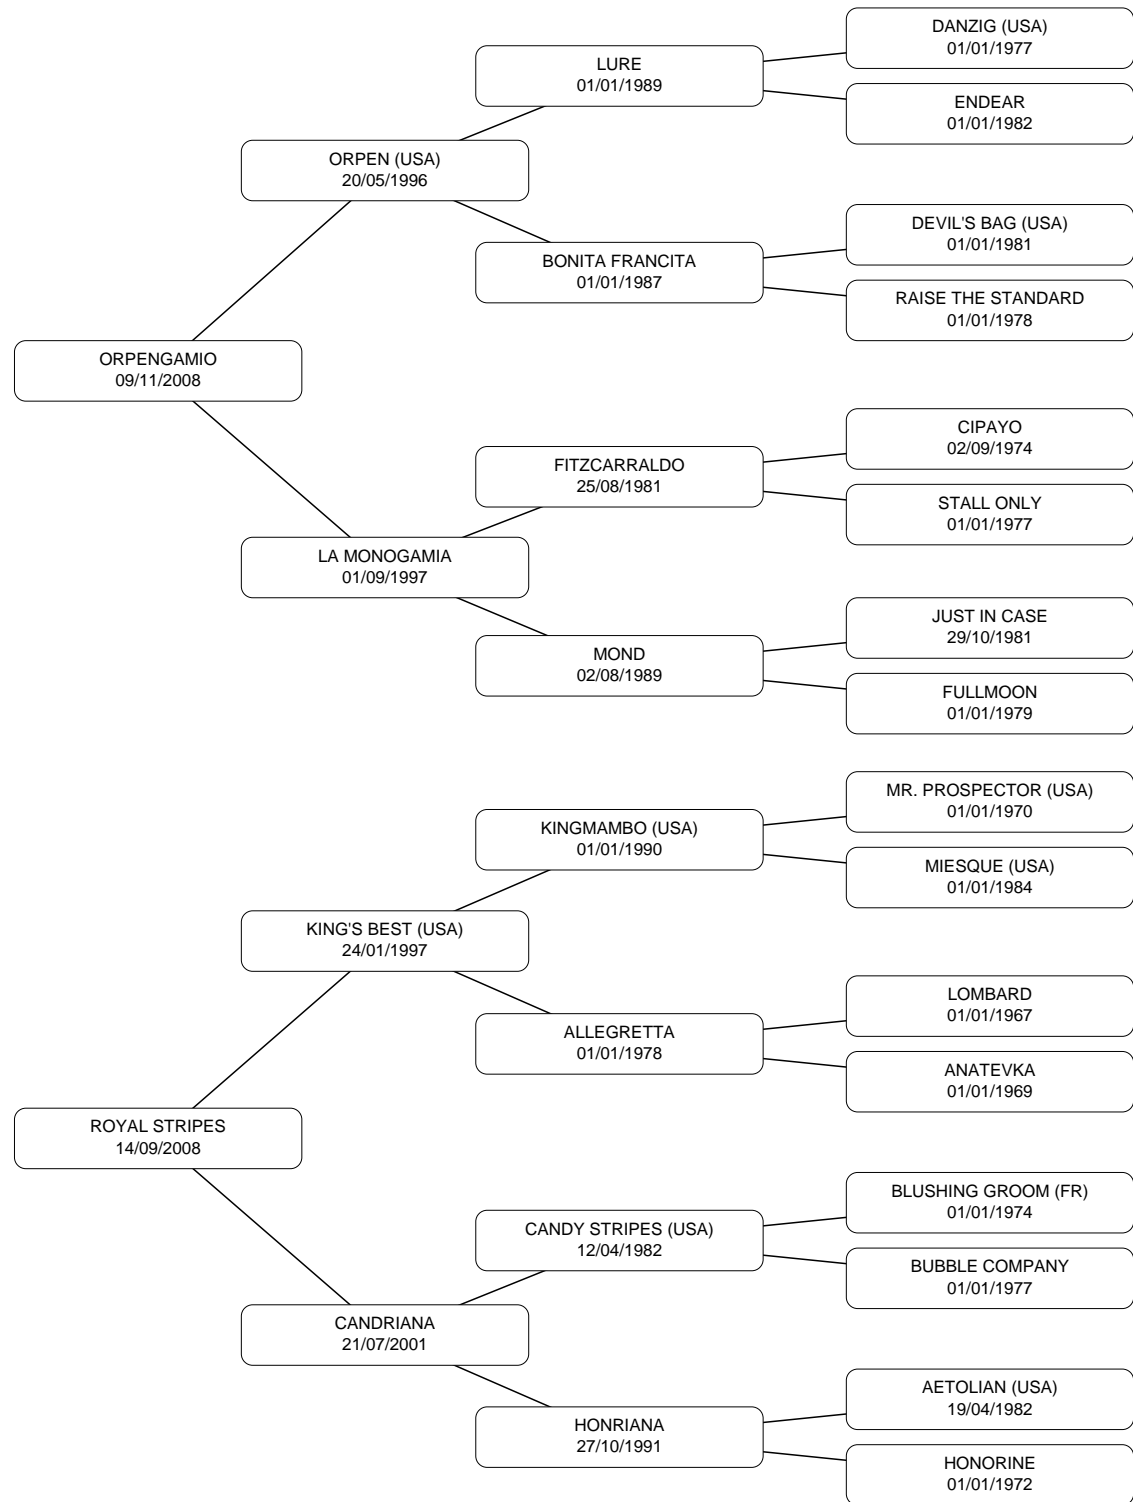 DANZIG (USA)
01/01/1977
LURE
01/01/1989
ENDEAR
01/01/1982
ORPEN (USA)
20/05/1996
DEVIL'S BAG (USA)
01/01/1981
BONITA FRANCITA
01/01/1987
RAISE THE STANDARD
01/01/1978
ORPENGAMIO
09/11/2008
CIPAYO
02/09/1974
FITZCARRALDO
25/08/1981
STALL ONLY
01/01/1977
LA MONOGAMIA
01/09/1997
JUST IN CASE
29/10/1981
MOND
02/08/1989
FULLMOON
01/01/1979
MR. PROSPECTOR (USA)
01/01/1970
KINGMAMBO (USA)
01/01/1990
MIESQUE (USA)
01/01/1984
KING'S BEST (USA)
24/01/1997
LOMBARD
01/01/1967
ALLEGRETTA
01/01/1978
ANATEVKA
01/01/1969
ROYAL STRIPES
14/09/2008
BLUSHING GROOM (FR)
01/01/1974
CANDY STRIPES (USA)
12/04/1982
BUBBLE COMPANY
01/01/1977
CANDRIANA
21/07/2001
AETOLIAN (USA)
19/04/1982
HONRIANA
27/10/1991
HONORINE
01/01/1972